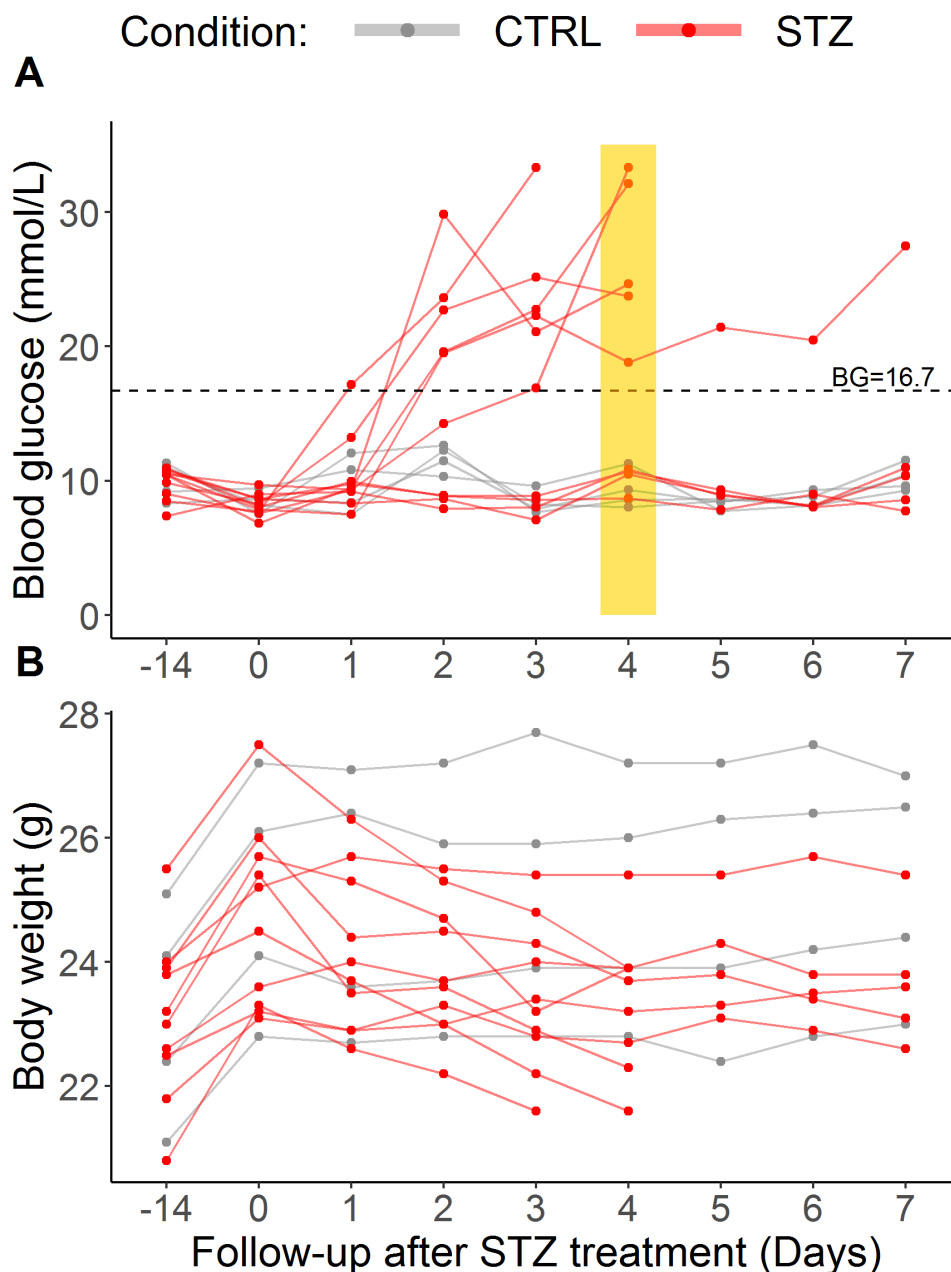 Condition: CTRL STZ
A
Blood glucose (mmol/L)
30
20
10
0
BG=16.7
-14 0 1 2 3 4 5 6 7
B
Body weight (g)
28
26
24
22
-14 0 1 2 3 4 5 6 7
Follow-up after STZ treatment (Days)